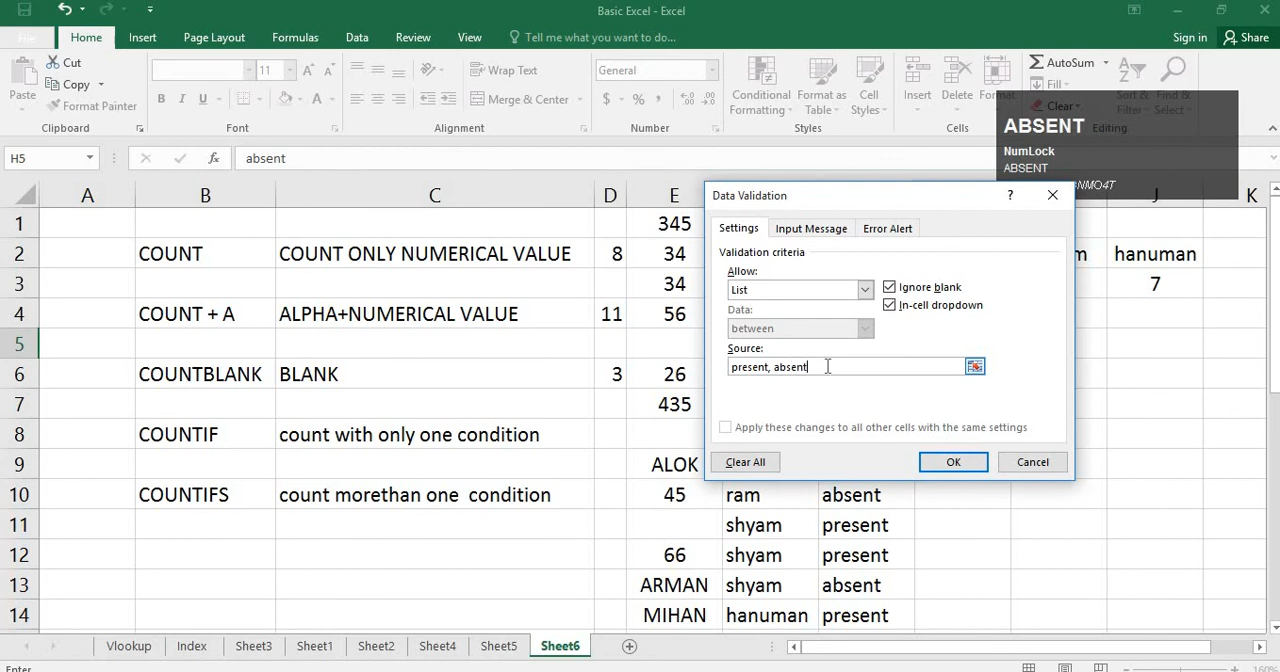 Basic Excel - Excel
File Home Insert Page Layout Formulas Data Review View Tell me what you want to do... Sign in Share
Cut
Copy
Format Painter
Paste
Clipboard
11
Font
Wrap Text
Merge & Center
Alignment
General
Number
Conditional Formatting
Format as Table
Cell Styles
Styles
Insert Delete Format
Cells
AutoSum
Fill
Clear
Sort & Filter
Find & Select
Editing
ABSENT
NumLock
ABSENT
H5 absent
A B C D E J K
1 345
2 COUNT COUNT ONLY NUMERICAL VALUE 8 34 hanuman
3 34 7
4 COUNT + A ALPHA+NUMERICAL VALUE 11 56
5
6 COUNTBLANK BLANK 3 26
7 435
8 COUNTIF count with only one condition
9 ALOK
10 COUNTIFS count morethan one condition 45 ram absent
11 shyam present
12 66 shyam present
13 ARMAN shyam absent
14 MIHAN hanuman present
Data Validation
Settings Input Message Error Alert
Validation criteria
Allow:
List
Ignore blank
In-cell dropdown
Data:
between
Source:
present, absent
Apply these changes to all other cells with the same settings
Clear All OK Cancel
Vlookup Index Sheet3 Sheet1 Sheet2 Sheet4 Sheet5 Sheet6
Enter 160%